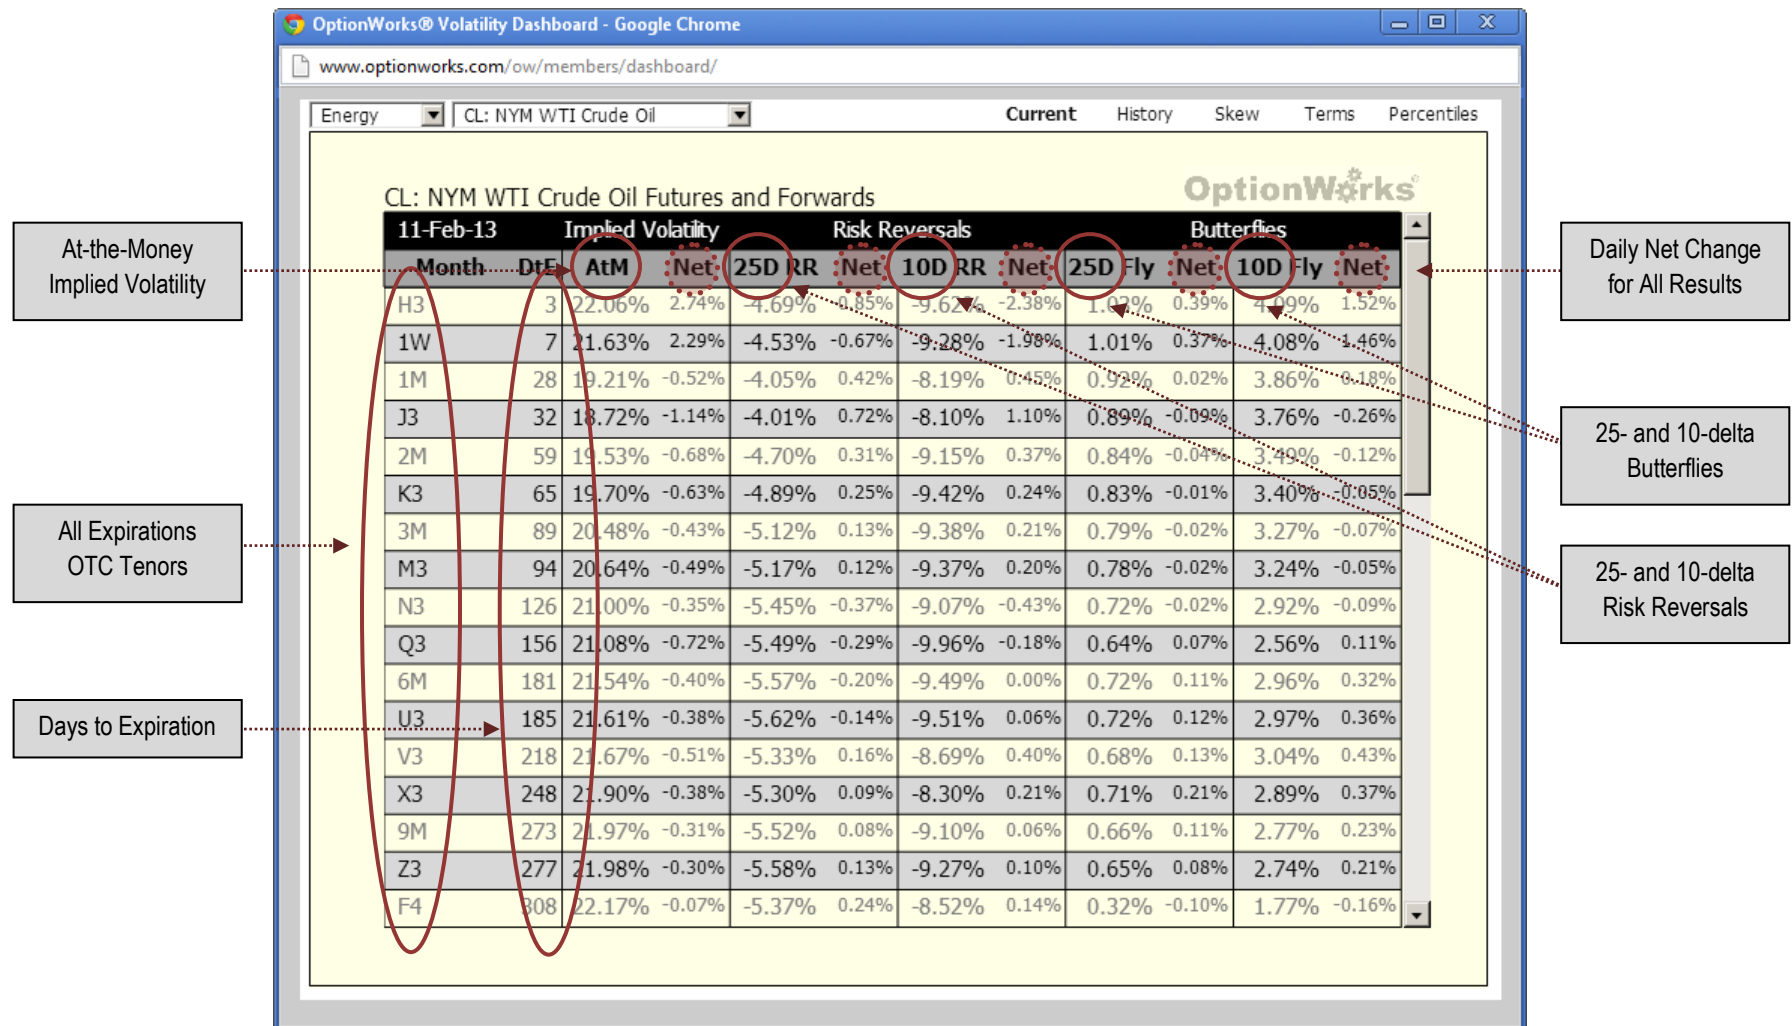 OptionWorks® Volatility Dashboard - Google Chrome
www.optionworks.com/ow/members/dashboard/
Energy CL: NYM WTI Crude Oil Current History Skew Terms Percentiles
OptionWorks®
CL: NYM WTI Crude Oil Futures and Forwards
11-Feb-13 Implied Volatility Risk Reversals Butterflies
Month DtE AtM Net 25D RR Net 10D RR Net 25D Fly Net 10D Fly Net
H3 3 22.06% 2.74% -4.69% 0.85% -9.62% -2.38% 1.02% 0.39% 4.09% 1.52%
1W 7 21.63% 2.29% -4.53% -0.67% -9.28% -1.98% 1.01% 0.37% 4.08% 1.46%
1M 28 19.21% -0.52% -4.05% 0.42% -8.19% 0.45% 0.92% 0.02% 3.86% 0.18%
J3 32 18.72% -1.14% -4.01% 0.72% -8.10% 1.10% 0.89% -0.09% 3.76% -0.26%
2M 59 19.53% -0.68% -4.70% 0.31% -9.15% 0.37% 0.84% -0.04% 3.49% -0.12%
K3 65 19.70% -0.63% -4.89% 0.25% -9.42% 0.24% 0.83% -0.01% 3.40% -0.05%
3M 89 20.48% -0.43% -5.12% 0.13% -9.38% 0.21% 0.79% -0.02% 3.27% -0.07%
M3 94 20.64% -0.49% -5.17% 0.12% -9.37% 0.20% 0.78% -0.02% 3.24% -0.05%
N3 126 21.00% -0.35% -5.45% -0.37% -9.07% -0.43% 0.72% -0.02% 2.92% -0.09%
Q3 156 21.08% -0.72% -5.49% -0.29% -9.96% -0.18% 0.64% 0.07% 2.56% 0.11%
6M 181 21.54% -0.40% -5.57% -0.20% -9.49% 0.00% 0.72% 0.11% 2.96% 0.32%
U3 185 21.61% -0.38% -5.62% -0.14% -9.51% 0.06% 0.72% 0.12% 2.97% 0.36%
V3 218 21.67% -0.51% -5.33% 0.16% -8.69% 0.40% 0.68% 0.13% 3.04% 0.43%
X3 248 21.90% -0.38% -5.30% 0.09% -8.30% 0.21% 0.71% 0.21% 2.89% 0.37%
9M 273 21.97% -0.31% -5.52% 0.08% -9.10% 0.06% 0.66% 0.11% 2.77% 0.23%
Z3 277 21.98% -0.30% -5.58% 0.13% -9.27% 0.10% 0.65% 0.08% 2.74% 0.21%
F4 308 22.17% -0.07% -5.37% 0.24% -8.52% 0.14% 0.32% -0.10% 1.77% -0.16%
At-the-Money
Implied Volatility
All Expirations
OTC Tenors
Days to Expiration
Daily Net Change
for All Results
25- and 10-delta
Butterflies
25- and 10-delta
Risk Reversals